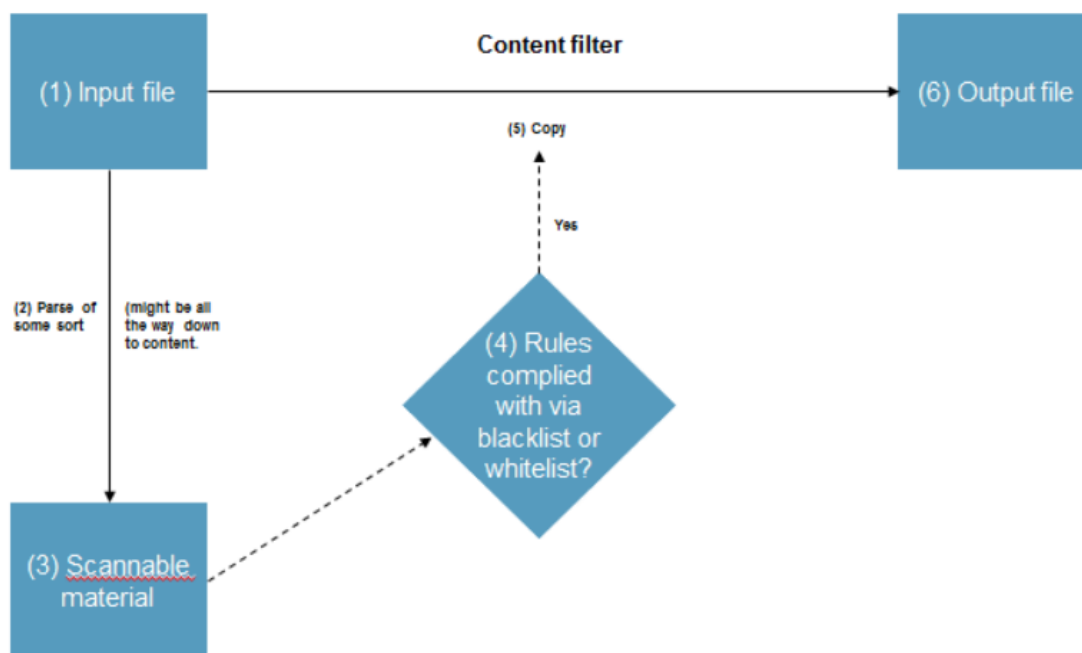 Content filter
(1) Input file
(6) Output file
(5) Copy
Yes
(2) Parse of
some sort
(might be all
the way down
to content.
(4) Rules
complied
with via
blacklist or
whitelist?
(3) Scannable
material